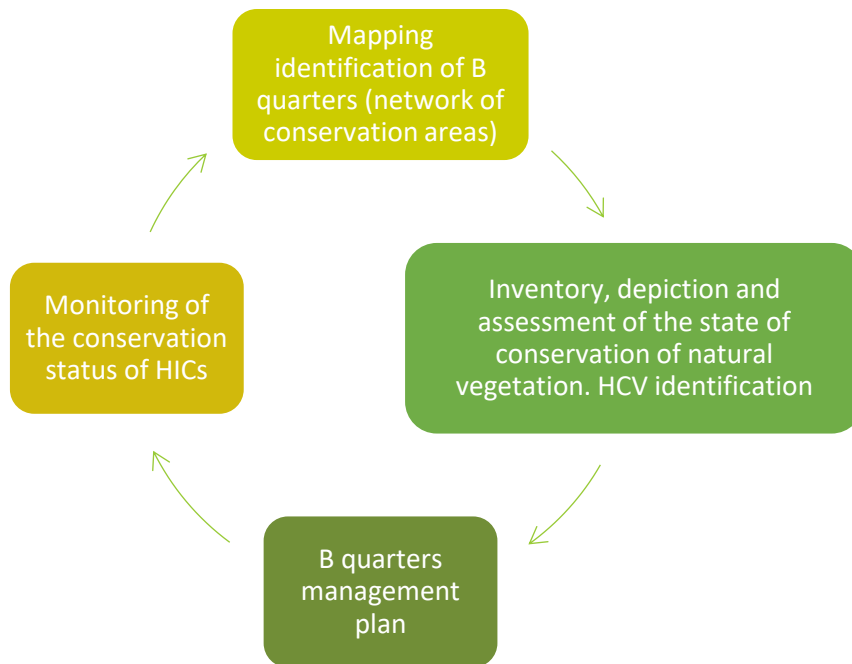 Mapping
identification of B
quarters (network of
conservation areas)
Inventory, depiction and
assessment of the state of
conservation of natural
vegetation. HCV identification
B quarters
management
plan
Monitoring of
the conservation
status of HICs